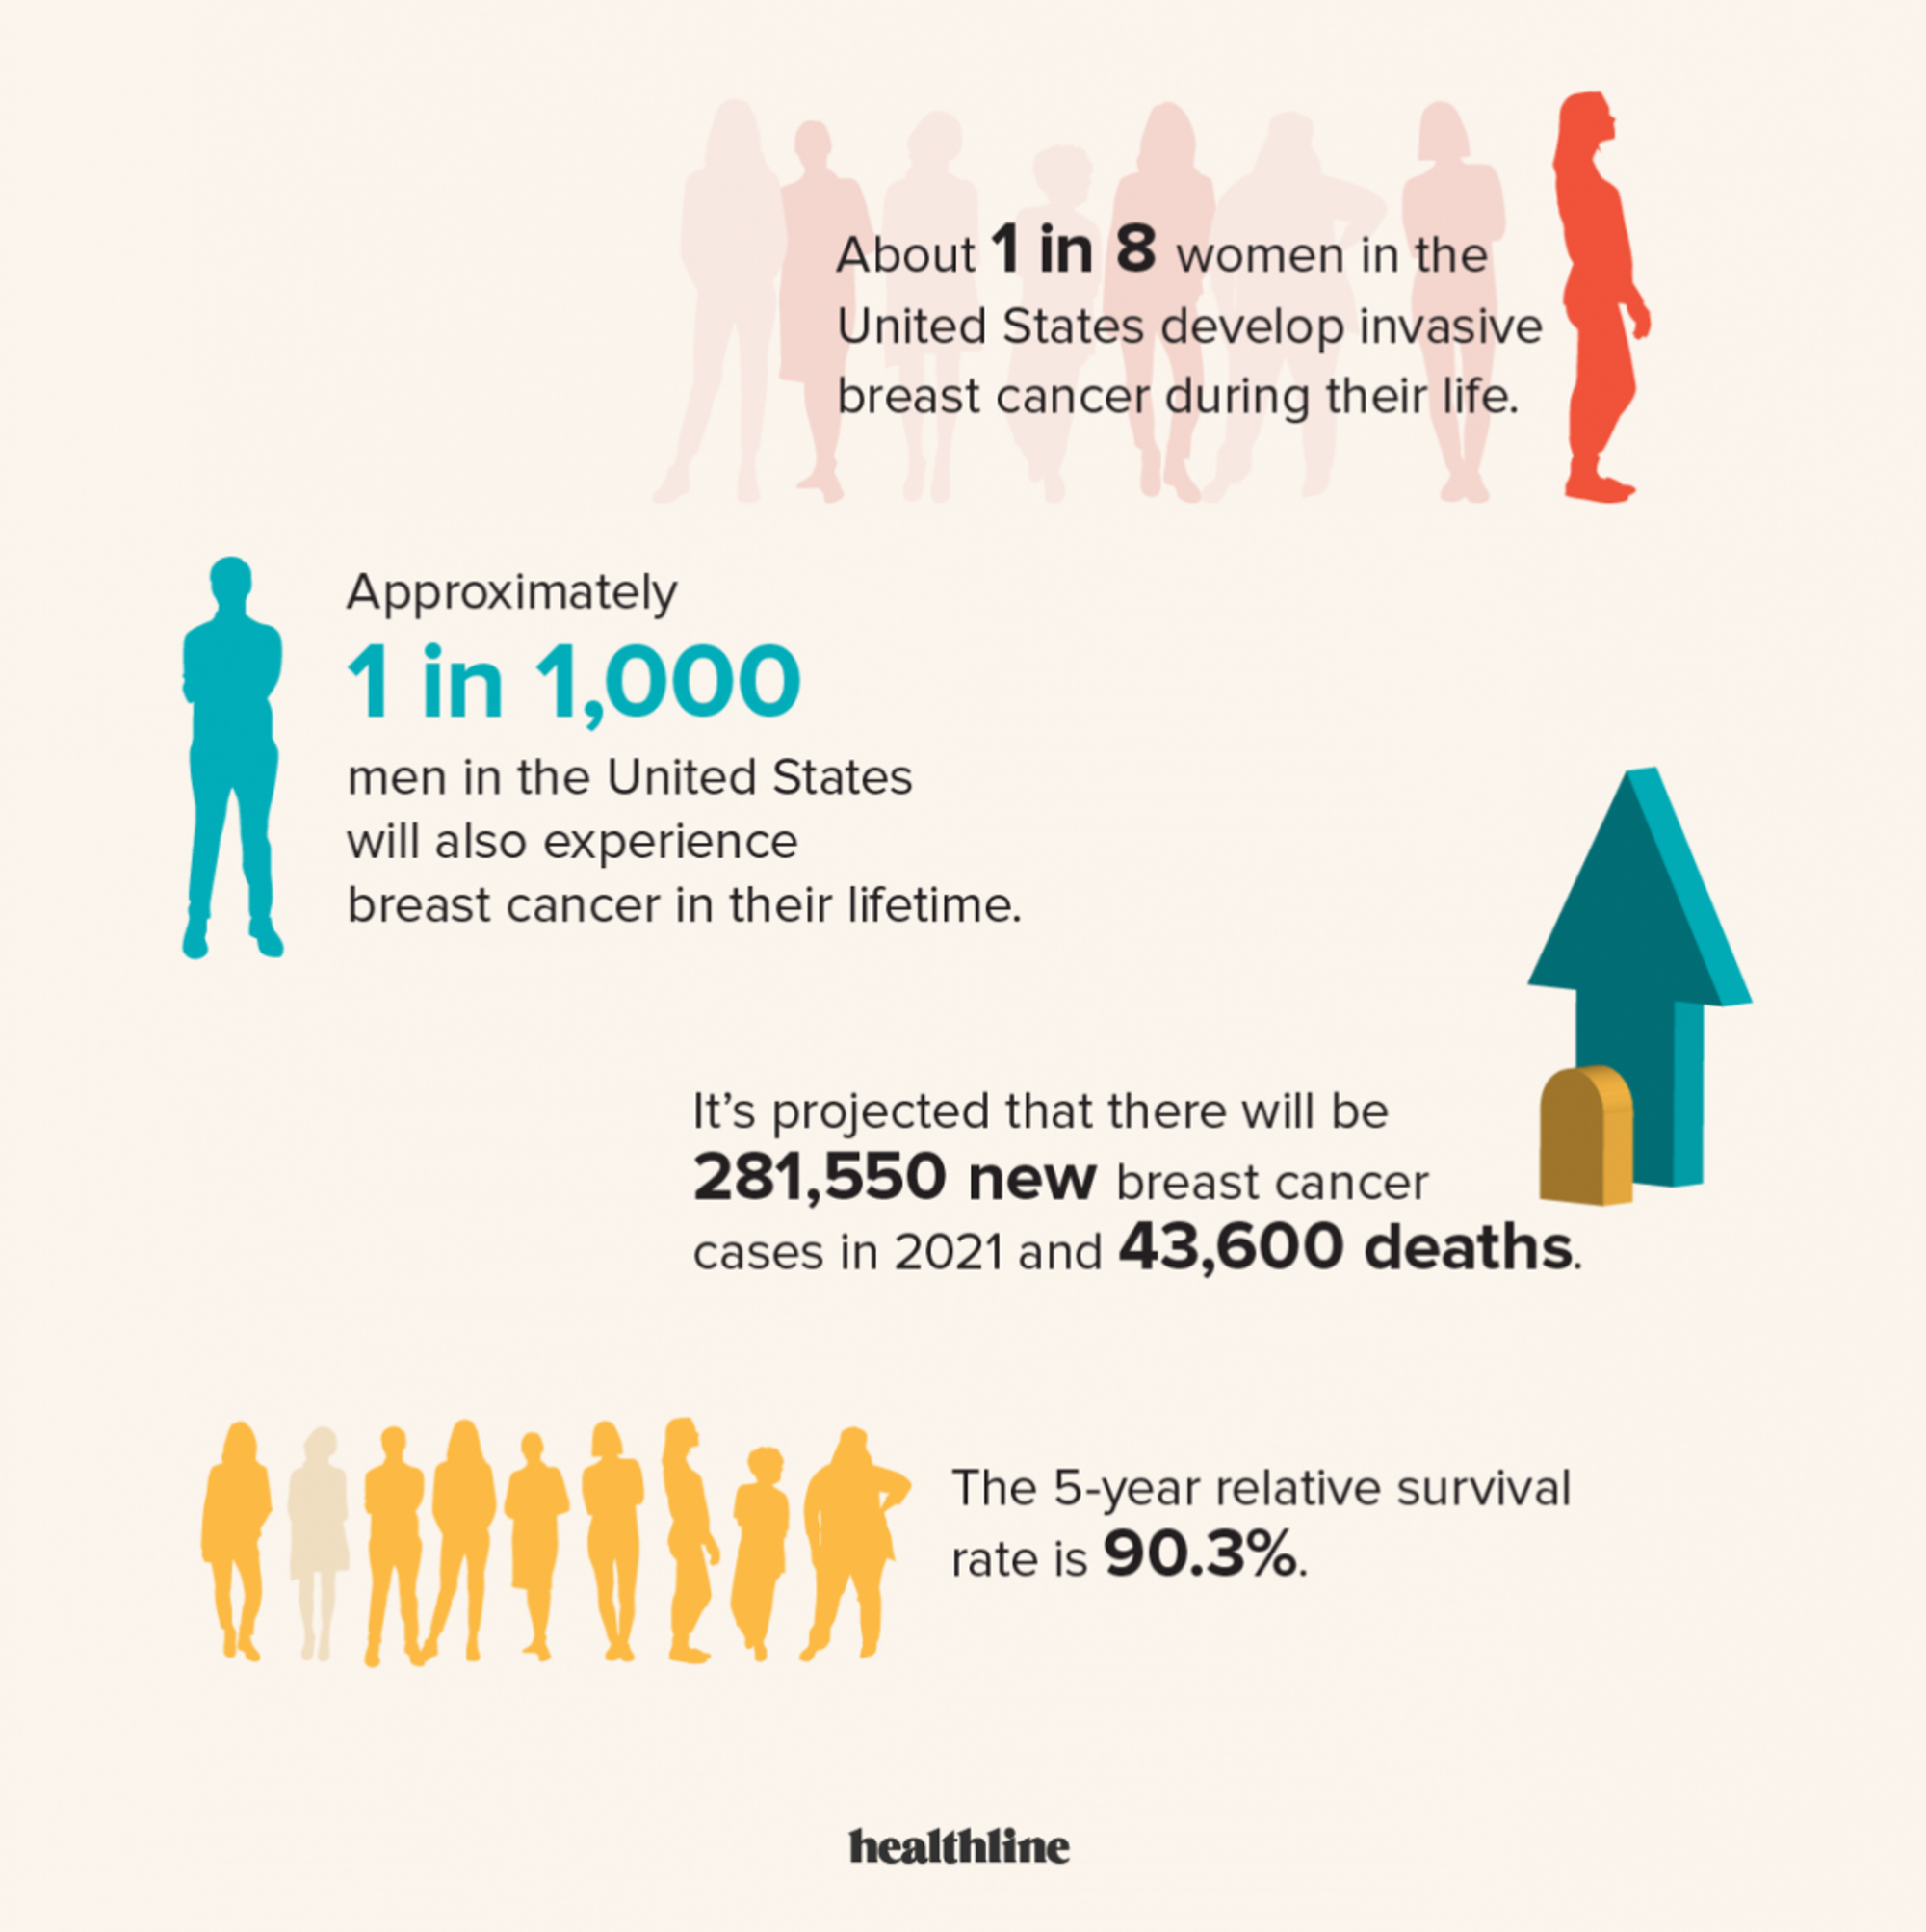 About 1 in 8 women in the
United States develop invasive
breast cancer during their life.
Approximately
1 in 1,000
men in the United States
will also experience
breast cancer in their lifetime.
It’s projected that there will be
281,550 new breast cancer
cases in 2021 and 43,600 deaths.
The 5-year relative survival
rate is 90.3%.
healthline